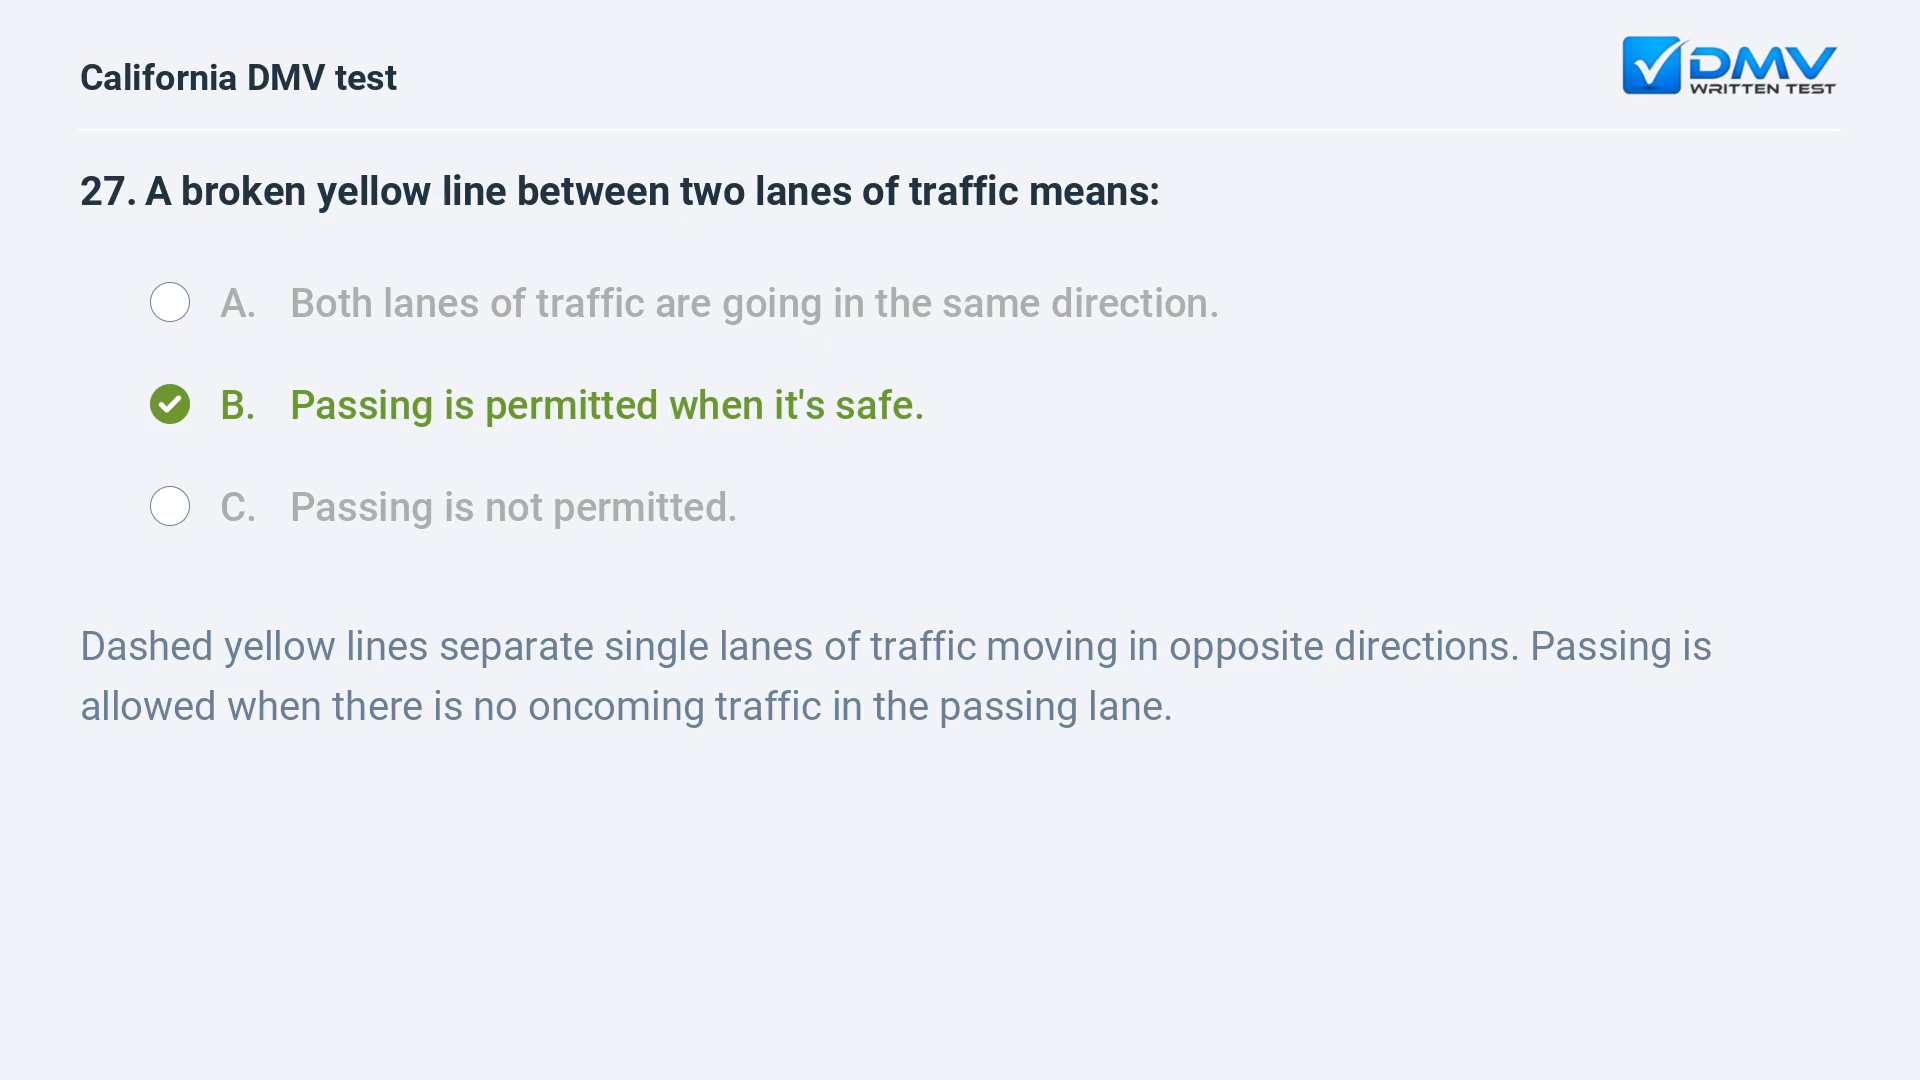 California DMV test
DMV
WRITTEN TEST
27. A broken yellow line between two lanes of traffic means:
A. Both lanes of traffic are going in the same direction.
B. Passing is permitted when it's safe.
C. Passing is not permitted.
Dashed yellow lines separate single lanes of traffic moving in opposite directions. Passing is
allowed when there is no oncoming traffic in the passing lane.